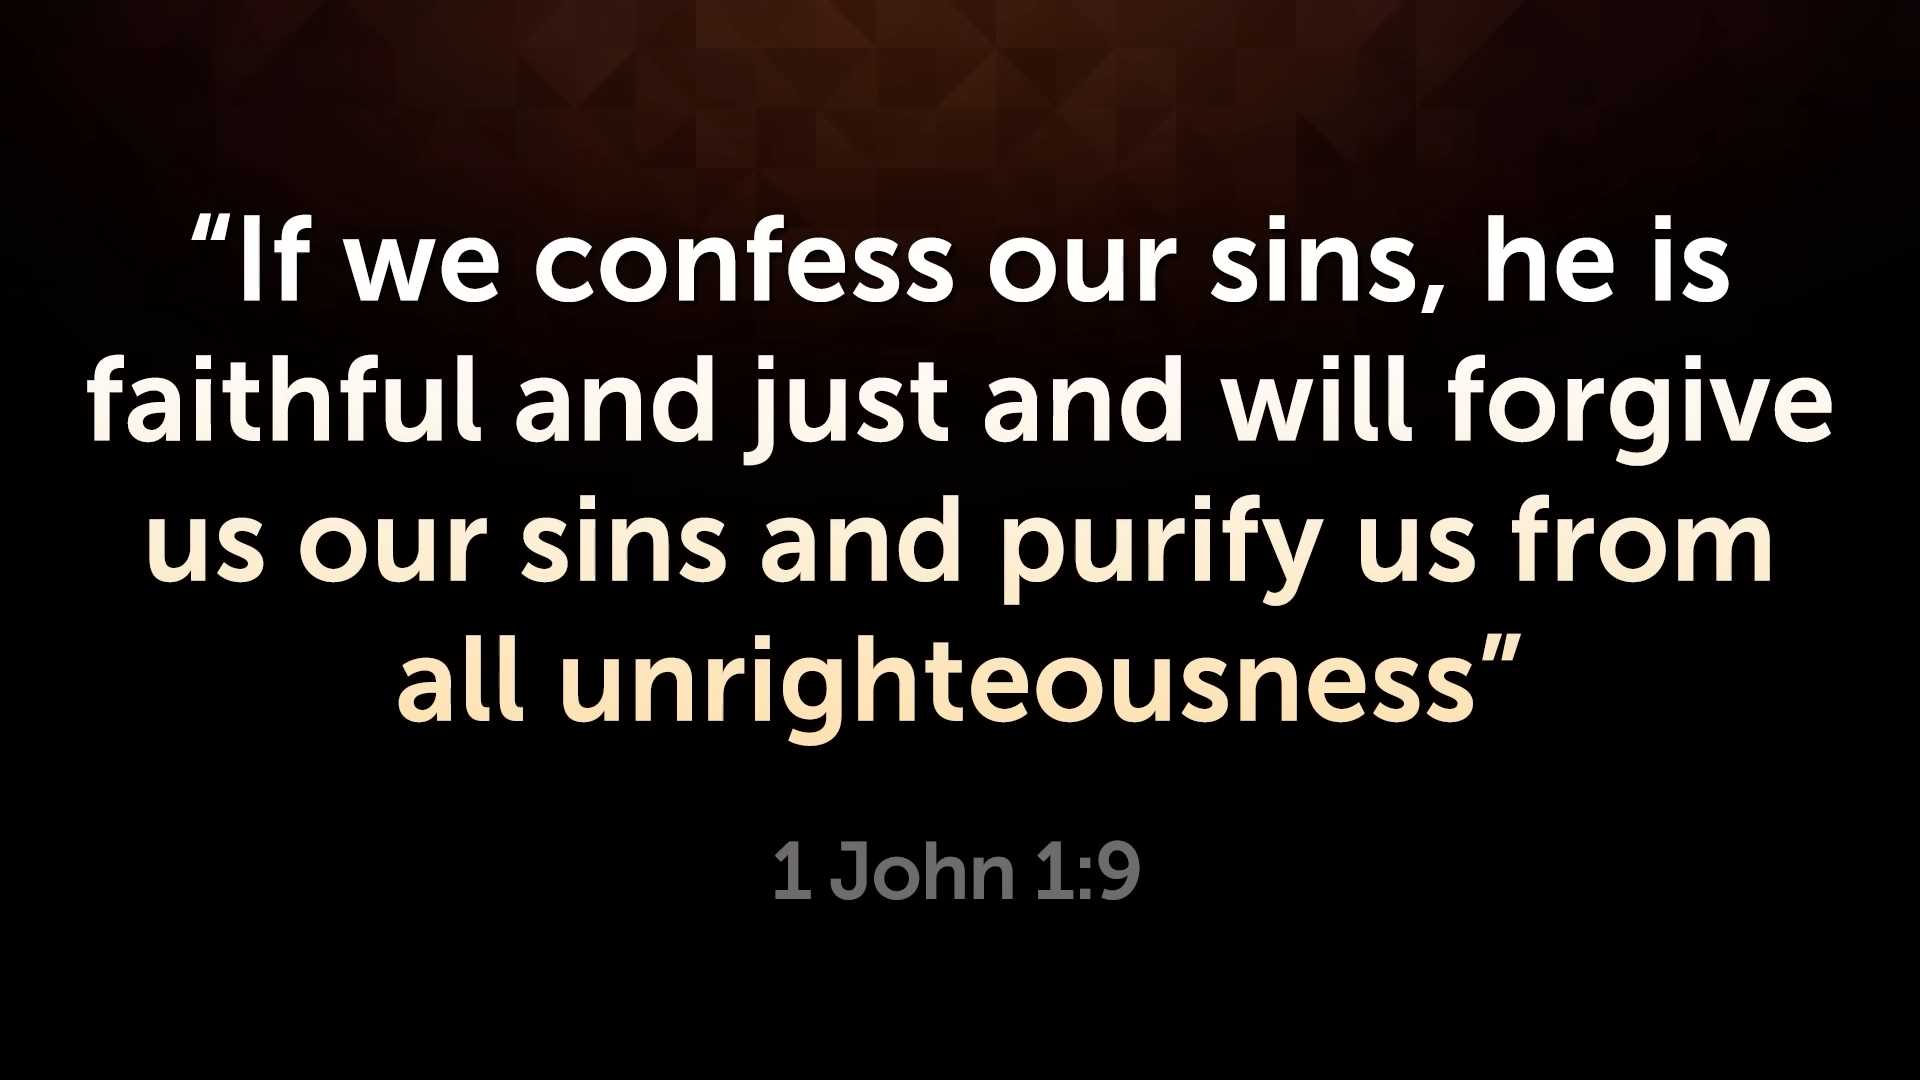 “If we confess our sins, he is
faithful and just and will forgive
us our sins and purify us from
all unrighteousness”
1 John 1:9